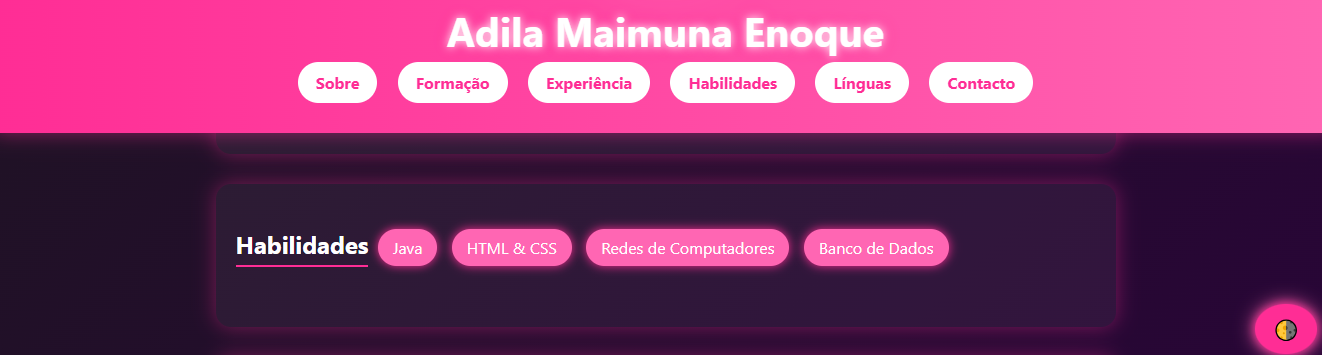 Adila Maimuna Enoque
Sobre Formação Experiência Habilidades Línguas Contacto
Habilidades Java HTML & CSS Redes de Computadores Banco de Dados